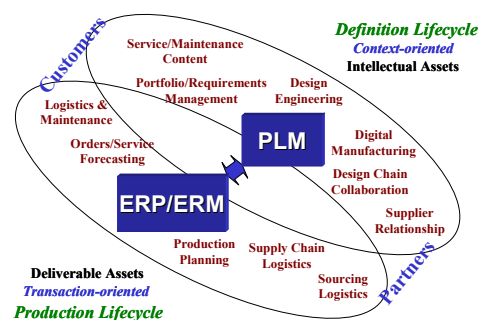 Definition Lifecycle
Context-oriented
Intellectual Assets
Customers
Service/Maintenance
Content
Portfolio/Requirements
Management
Design
Engineering
Logistics &
Maintenance
Orders/Service
Forecasting
PLM
Digital
Manufacturing
Design Chain
Collaboration
Supplier
Relationship
ERP/ERM
Production
Planning
Supply Chain
Logistics
Sourcing
Logistics
Partners
Deliverable Assets
Transaction-oriented
Production Lifecycle